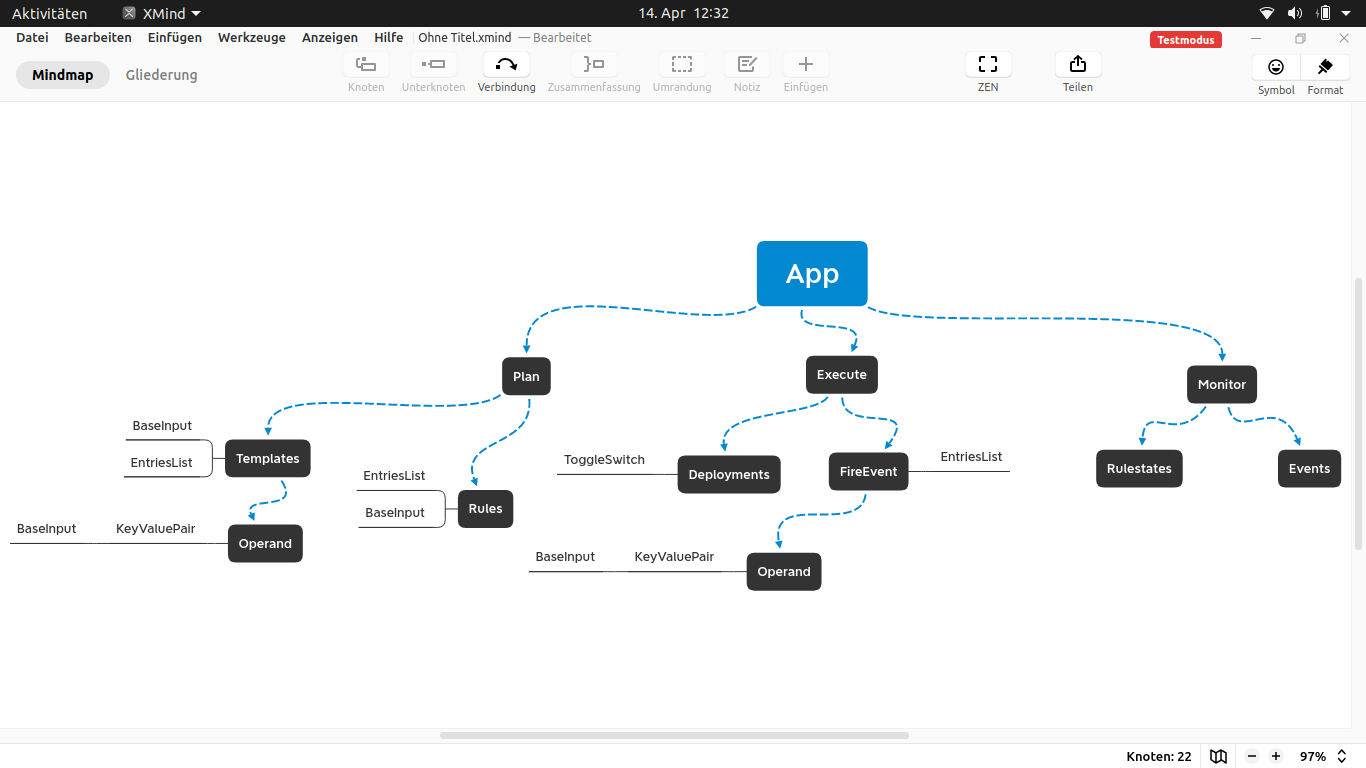 Aktivitäten XMind 14. Apr 12:32
Datei Bearbeiten Einfügen Werkzeuge Anzeigen Hilfe Ohne Titel.xmind — Bearbeitet Testmodus
Mindmap Gliederung
Knoten Unterknoten Verbindung Zusammenfassung Umrandung Notiz Einfügen ZEN Teilen Symbol Format
App
Plan Execute Monitor
BaseInput
EntriesList
Templates
ToggleSwitch
Deployments
FireEvent
EntriesList
Rulestates
Events
EntriesList
BaseInput
Rules
BaseInput KeyValuePair Operand
BaseInput KeyValuePair Operand
Knoten: 22 97%